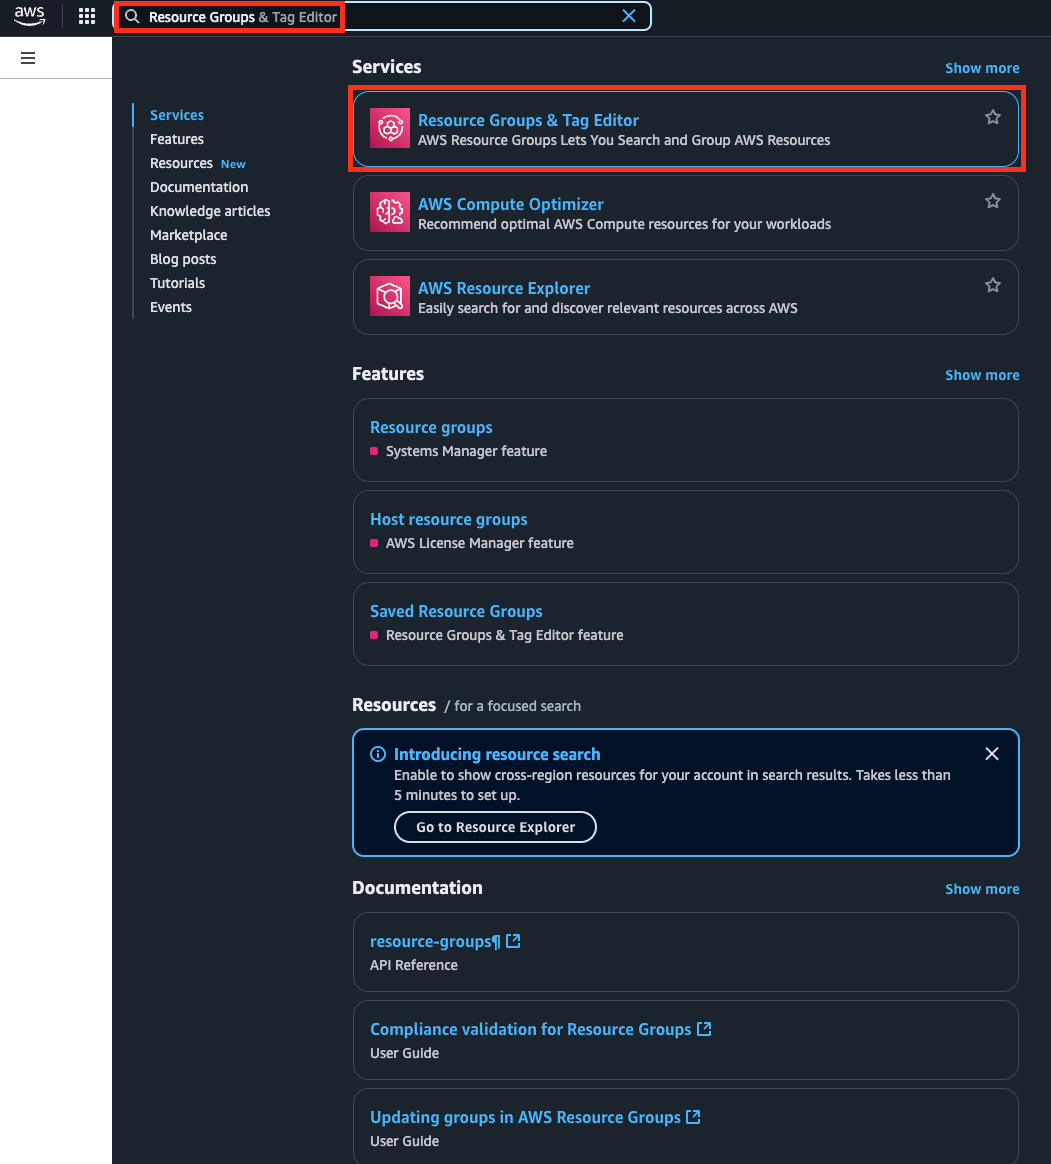 aws
Resource Groups & Tag Editor
Services
Features
Resources New
Documentation
Knowledge articles
Marketplace
Blog posts
Tutorials
Events
Services
Show more
Resource Groups & Tag Editor
AWS Resource Groups Lets You Search and Group AWS Resources
AWS Compute Optimizer
Recommend optimal AWS Compute resources for your workloads
AWS Resource Explorer
Easily search for and discover relevant resources across AWS
Features
Show more
Resource groups
Systems Manager feature
Host resource groups
AWS License Manager feature
Saved Resource Groups
Resource Groups & Tag Editor feature
Resources / for a focused search
Introducing resource search
Enable to show cross-region resources for your account in search results. Takes less than
5 minutes to set up.
Go to Resource Explorer
Documentation
Show more
resource-groups¶
API Reference
Compliance validation for Resource Groups
User Guide
Updating groups in AWS Resource Groups
User Guide